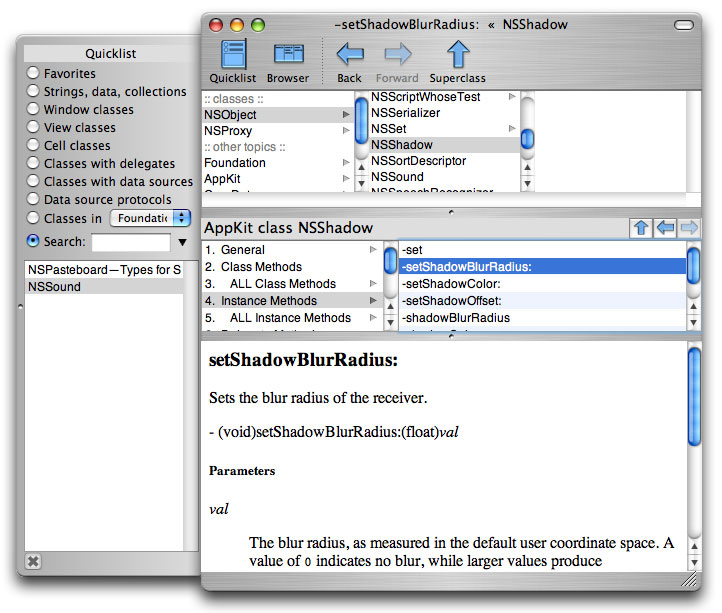 Quicklist
Favorites
Strings, data, collections
Window classes
View classes
Cell classes
Classes with delegates
Classes with data sources
Data source protocols
Classes in Foundatic
Search:
NSPasteboard—Types for S
NSSound
-setShadowBlurRadius: « NSShadow
Quicklist Browser Back Forward Superclass
:: classes ::
NSObject
NSProxy
:: other topics ::
Foundation
AppKit
NSScriptWhoseTest
NSSerializer
NSSet
NSShadow
NSSortDescriptor
NSSound
NSSpeechRecognizer
AppKit class NSShadow
1. General
2. Class Methods
3. ALL Class Methods
4. Instance Methods
5. ALL Instance Methods
-set
-setShadowBlurRadius:
-setShadowColor:
-setShadowOffset:
-shadowBlurRadius
setShadowBlurRadius:
Sets the blur radius of the receiver.
- (void)setShadowBlurRadius:(float)val
Parameters
val
The blur radius, as measured in the default user coordinate space. A
value of 0 indicates no blur, while larger values produce